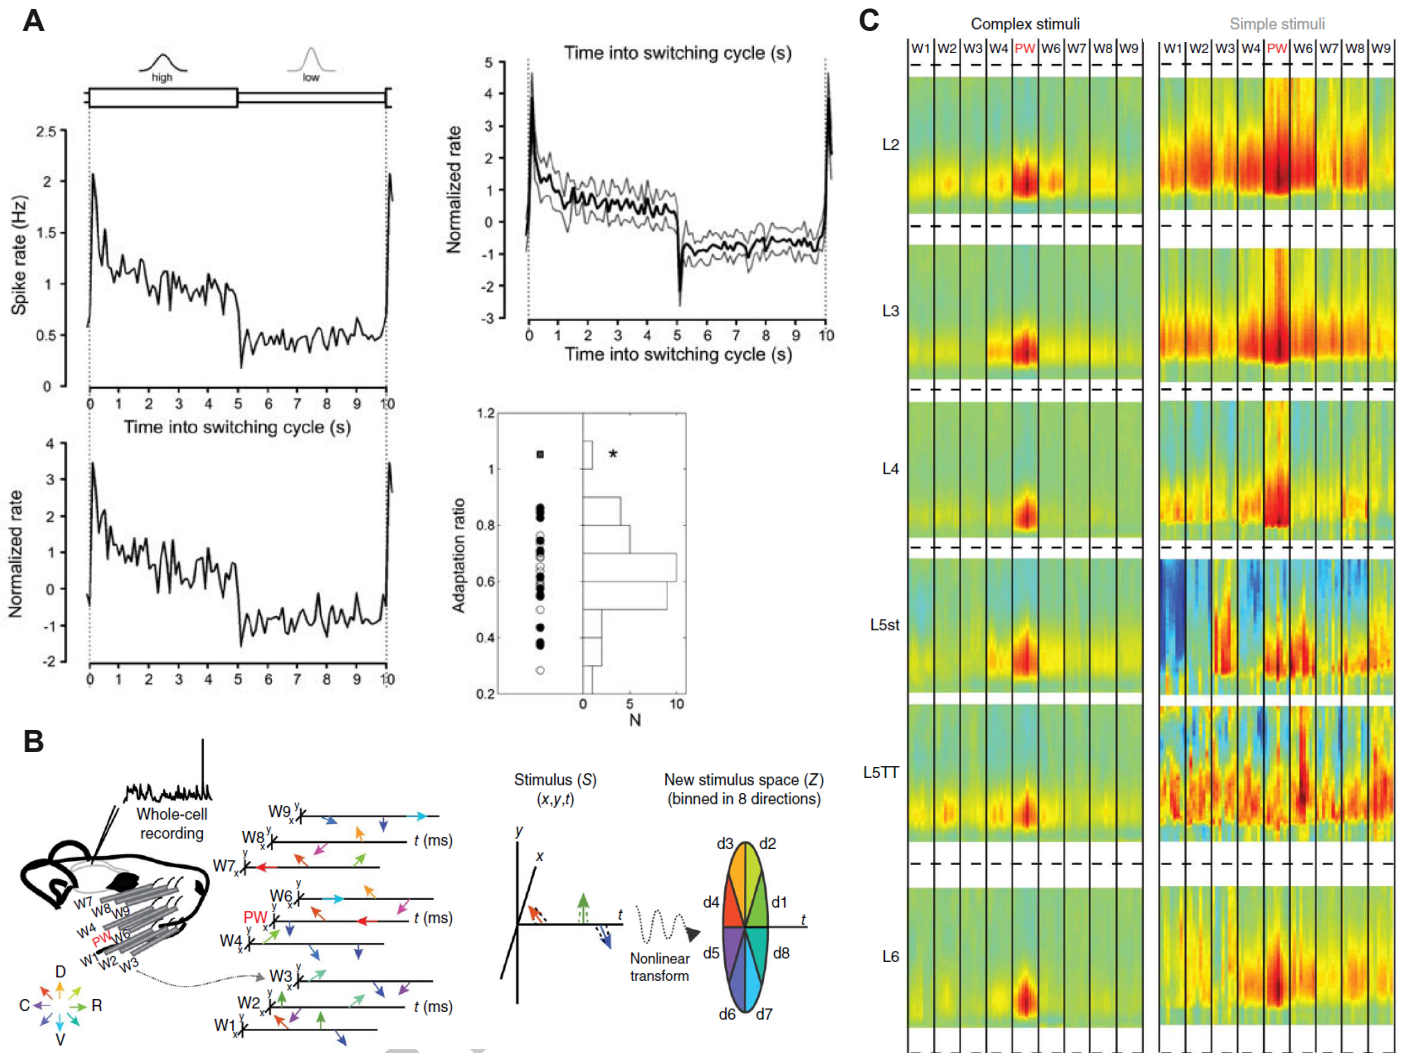 A
high
low
2.5
2
1.5
1
0.5
0
Spike rate (Hz)
0 1 2 3 4 5 6 7 8 9 10
Time into switching cycle (s)
4
3
2
1
0
-1
-2
Normalized rate
0 1 2 3 4 5 6 7 8 9 10
Time into switching cycle (s)
5
4
3
2
1
0
-1
-2
-3
Normalized rate
0 1 2 3 4 5 6 7 8 9 10
Time into switching cycle (s)
1.2
1
0.8
0.6
0.4
0.2
Adaptation ratio
*
0 5 10
N
B
Whole-cell
recording
W7
W8 W9
W4
PW W6
W1 W2 W3
D
C R
V
W9 y x
W8 y x t (ms)
W7 y x
W6 y x
PW y x t (ms)
W4 y x
W3 y x
W2 y x t (ms)
W1 y x
Stimulus (S)
(x,y,t)
y
x
t
Nonlinear
transform
New stimulus space (Z)
(binned in 8 directions)
d3 d2
d4 d1
t
d5 d8
d6 d7
C
Complex stimuli
W1 W2 W3 W4 PW W6 W7 W8 W9
Simple stimuli
W1 W2 W3 W4 PW W6 W7 W8 W9
L2
L3
L4
L5st
L5TT
L6